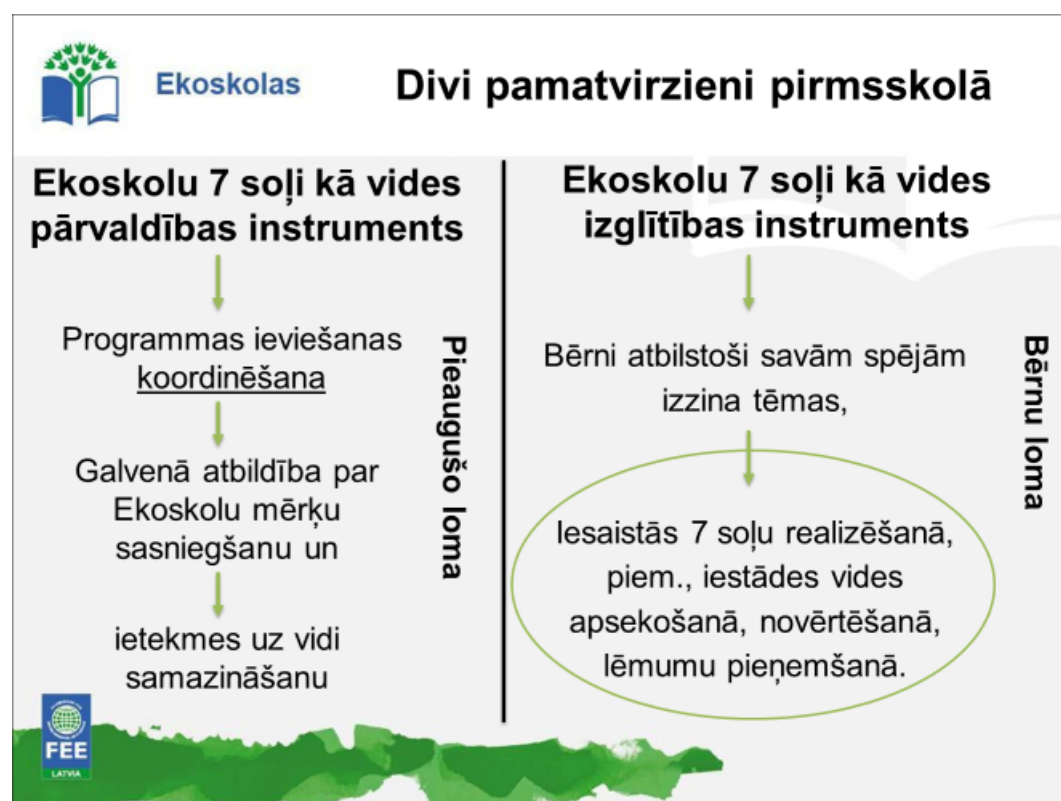 Ekoskolas
Divi pamatvirzieni pirmsskolā
Ekoskolu 7 soļi kā vides
pārvaldības instruments
Programmas ieviešanas
koordinēšana
Galvenā atbildība par
Ekoskolu mērķu
sasniegšanu un
ietekmes uz vidi
samazināšanu
Pieaugušo loma
Ekoskolu 7 soļi kā vides
izglītības instruments
Bērni atbilstoši savām spējām
izzina tēmas,
Iesaistās 7 soļu realizēšanā,
piem., iestādes vides
apsekošanā, novērtēšanā,
lēmumu pieņemšanā.
Bērnu loma
FEE
LATVIA